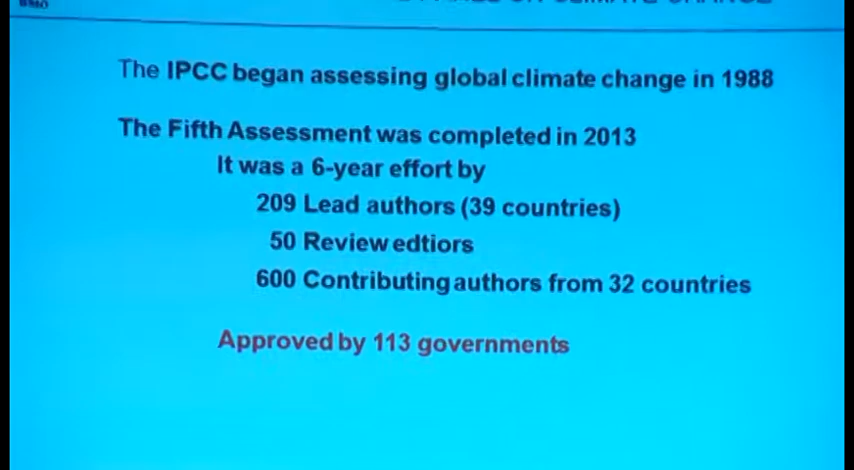 The IPCC began assessing global climate change in 1988
The Fifth Assessment was completed in 2013
It was a 6-year effort by
209 Lead authors (39 countries)
50 Review edtiors
600 Contributing authors from 32 countries
Approved by 113 governments